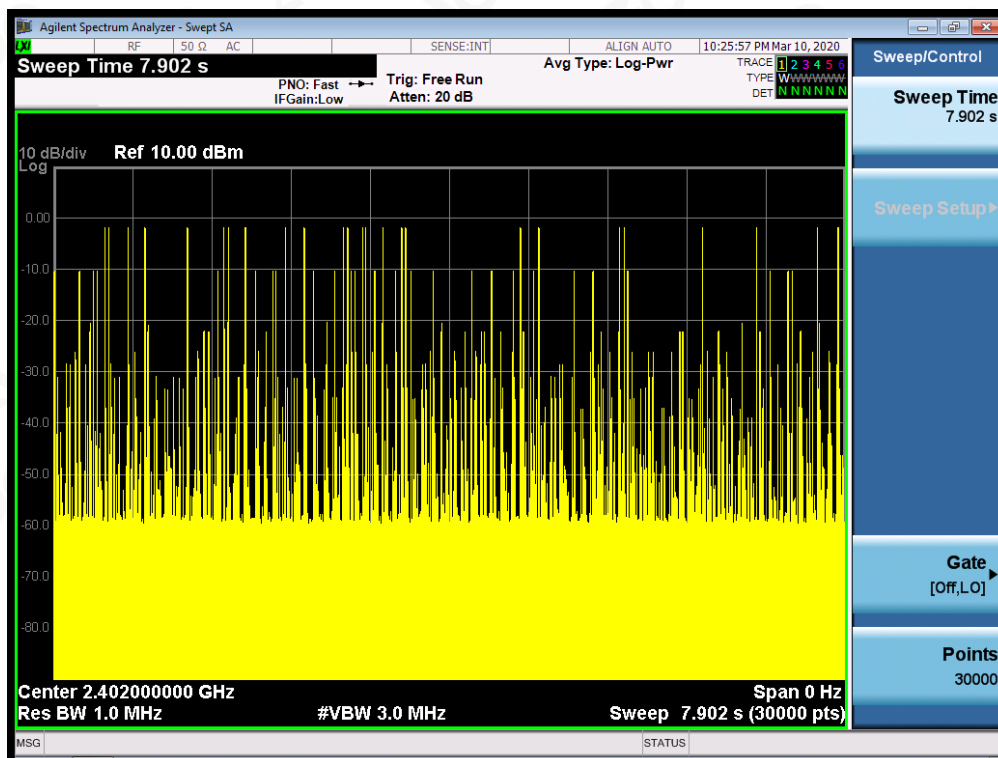 Agilent Spectrum Analyzer - Swept SA
LXI RF 50 Ω AC SENSE:INT ALIGN AUTO 10:25:57 PM Mar 10, 2020
Sweep Time 7.902 s
Avg Type: Log-Pwr
TRACE 1 2 3 4 5 6
PNO: Fast Trig: Free Run
TYPE WWWWWW
IFGain:Low Atten: 20 dB
DET N N N N N N
Sweep/Control
Sweep Time
7.902 s
Sweep Setup
Gate
[Off,LO]
Points
30000
10 dB/div Ref 10.00 dBm
Log
0.00
-10.0
-20.0
-30.0
-40.0
-50.0
-60.0
-70.0
-80.0
Center 2.402000000 GHz Span 0 Hz
Res BW 1.0 MHz #VBW 3.0 MHz Sweep 7.902 s (30000 pts)
MSG STATUS